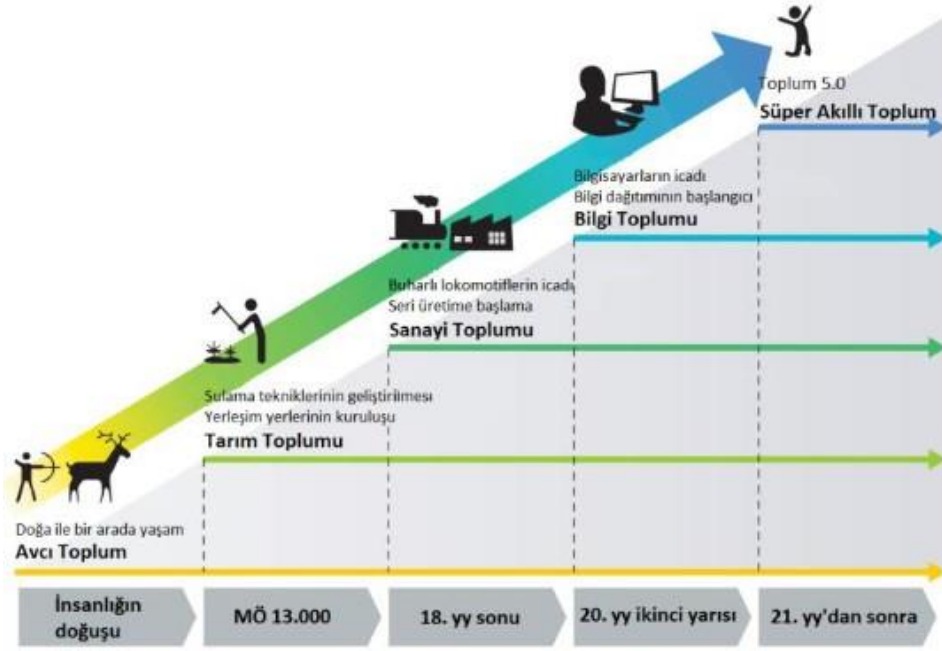 Toplum 5.0
Süper Akıllı Toplum
Bilgisayarların icadı
Bilgi dağıtımının başlangıcı
Bilgi Toplumu
Buharlı lokomotiflerin icadı
Seri üretime başlama
Sanayi Toplumu
Sulama tekniklerinin geliştirilmesi
Yerleşim yerlerinin kuruluşu
Tarım Toplumu
Doğa ile bir arada yaşam
Avcı Toplum
İnsanlığın
doğuşu
MÖ 13.000
18. yy sonu
20. yy ikinci yarısı
21. yy'dan sonra